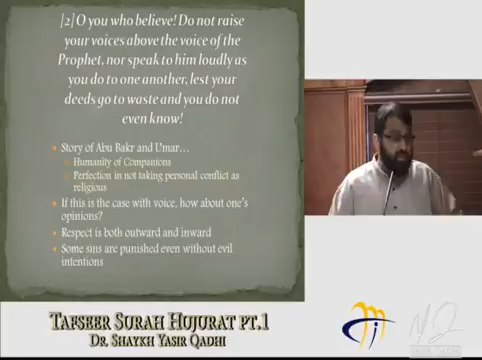 [2] O you who believe! Do not raise
your voices above the voice of the
Prophet, nor speak to him loudly as
you do to one another, lest your
deeds go to waste and you do not
even know!
Story of Abu Bakr and Umar…
Humanity of Companions
Perfection in not taking personal conflict as
religious
If this is the case with voice, how about one's
opinions?
Respect is both outward and inward
Some sins are punished even without evil
intentions
TAFSEER SURAH HUJURAT PT.1
DR. SHAYKH YASIR QADHI